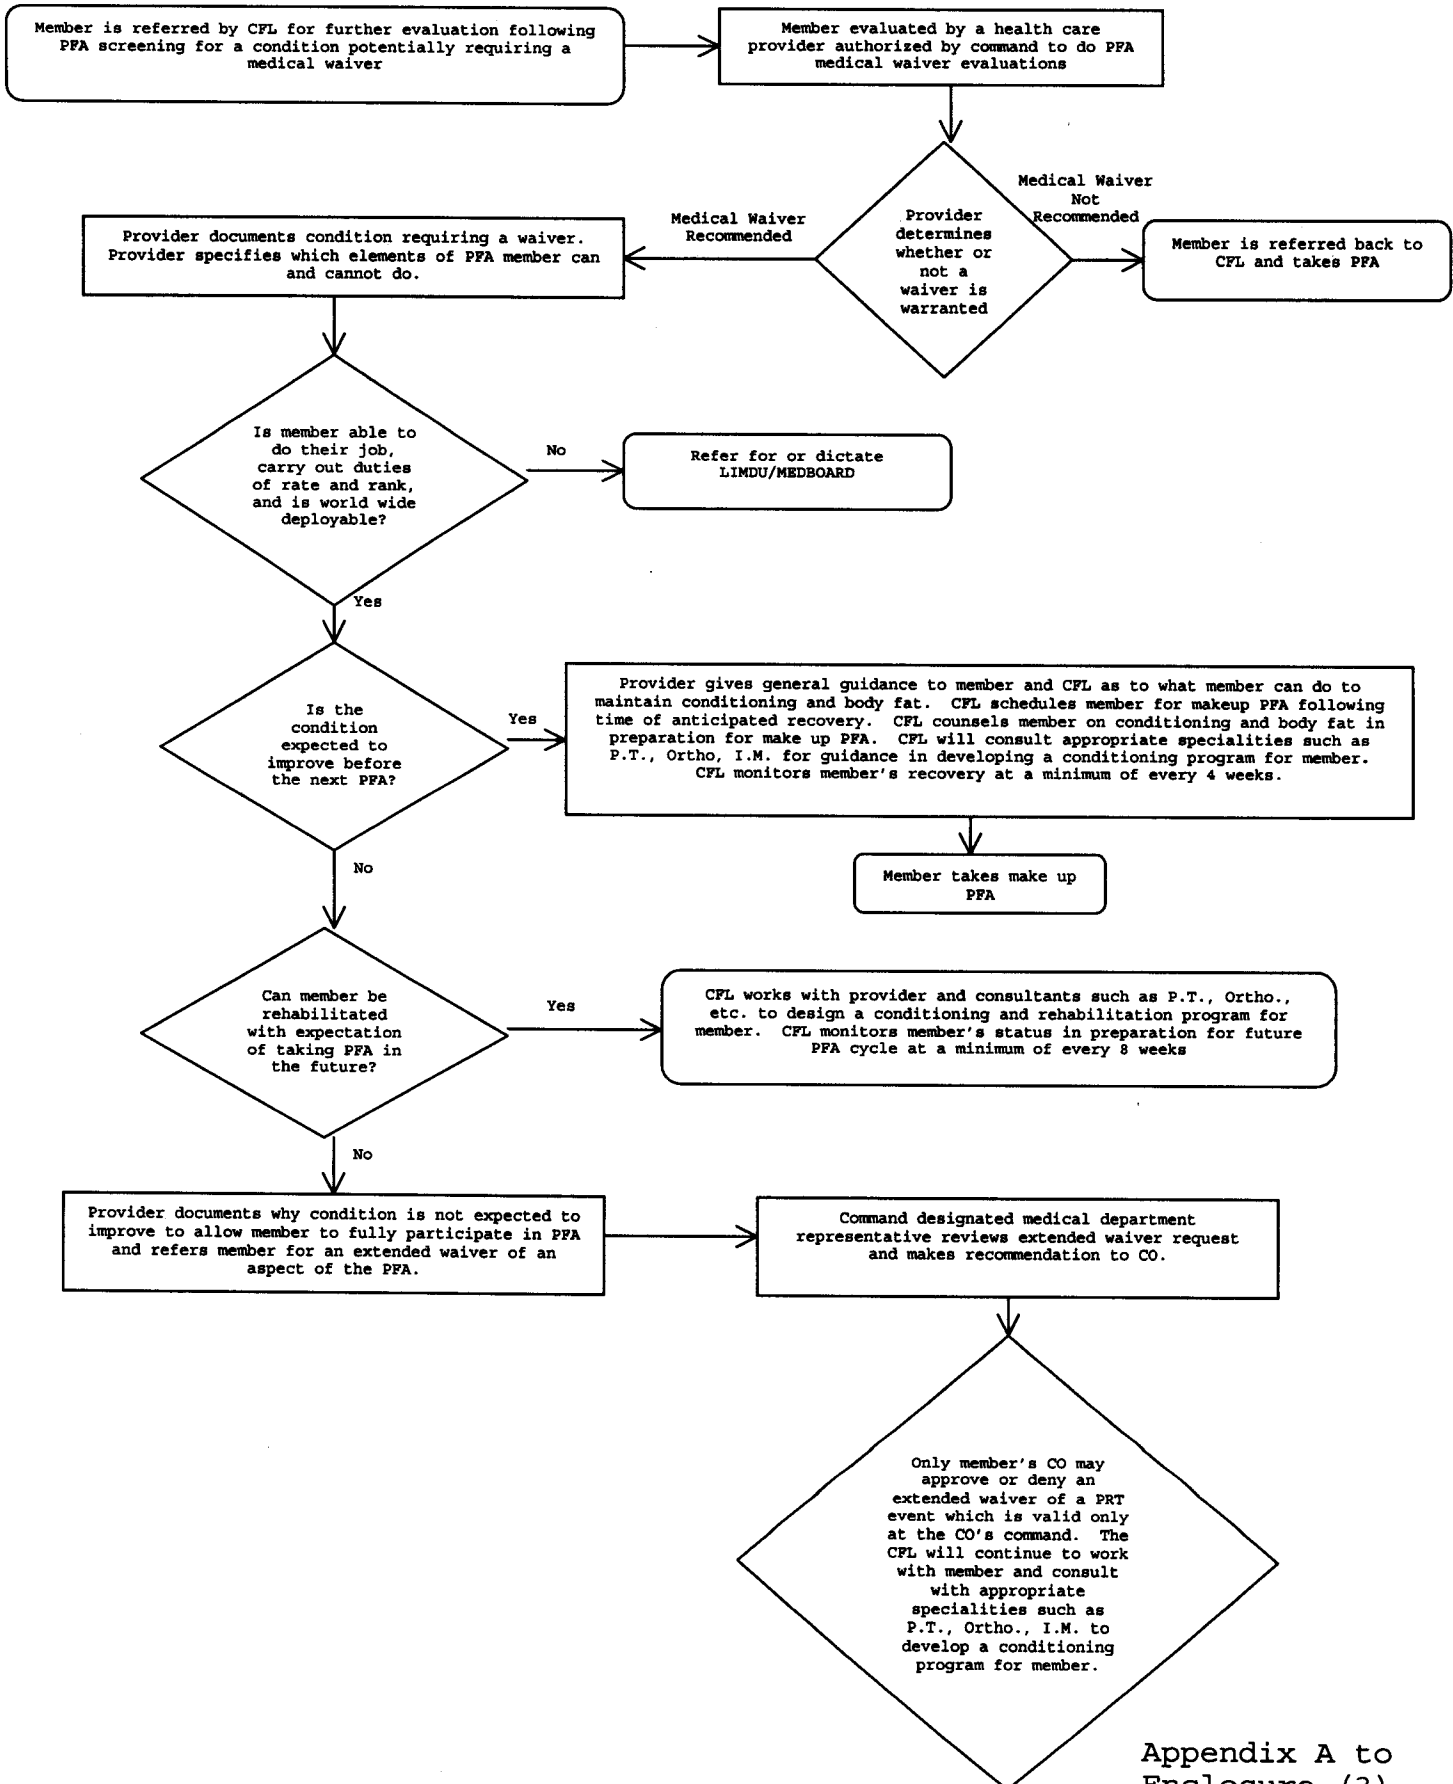 Member is referred by CFL for further evaluation following
PFA screening for a condition potentially requiring a
medical waiver
Member evaluated by a health care
provider authorized by command to do PFA
medical waiver evaluations
Provider
determines
whether or
not a
waiver is
warranted
Medical Waiver
Recommended
Medical Waiver
Not
Recommended
Provider documents condition requiring a waiver.
Provider specifies which elements of PFA member can
and cannot do.
Member is referred back to
CFL and takes PFA
Is member able to
do their job,
carry out duties
of rate and rank,
and is world wide
deployable?
No
Refer for or dictate
LIMDU/MEDBOARD
Yes
Is the
condition
expected to
improve before
the next PFA?
Yes
Provider gives general guidance to member and CFL as to what member can do to
maintain conditioning and body fat.  CFL schedules member for makeup PFA following
time of anticipated recovery.  CFL counsels member on conditioning and body fat in
preparation for make up PFA.  CFL will consult appropriate specialities such as
P.T., Ortho, I.M. for guidance in developing a conditioning program for member.
CFL monitors member's recovery at a minimum of every 4 weeks.
Member takes make up
PFA
No
Can member be
rehabilitated
with expectation
of taking PFA in
the future?
Yes
CFL works with provider and consultants such as P.T., Ortho.,
etc. to design a conditioning and rehabilitation program for
member.  CFL monitors member's status in preparation for future
PFA cycle at a minimum of every 8 weeks
No
Provider documents why condition is not expected to
improve to allow member to fully participate in PFA
and refers member for an extended waiver of an
aspect of the PFA.
Command designated medical department
representative reviews extended waiver request
and makes recommendation to CO.
Only member's CO may
approve or deny an
extended waiver of a PRT
event which is valid only
at the CO's command.  The
CFL will continue to work
with member and consult
with appropriate
specialities such as
P.T., Ortho., I.M. to
develop a conditioning
program for member.
Appendix A to
Enclosure (3)